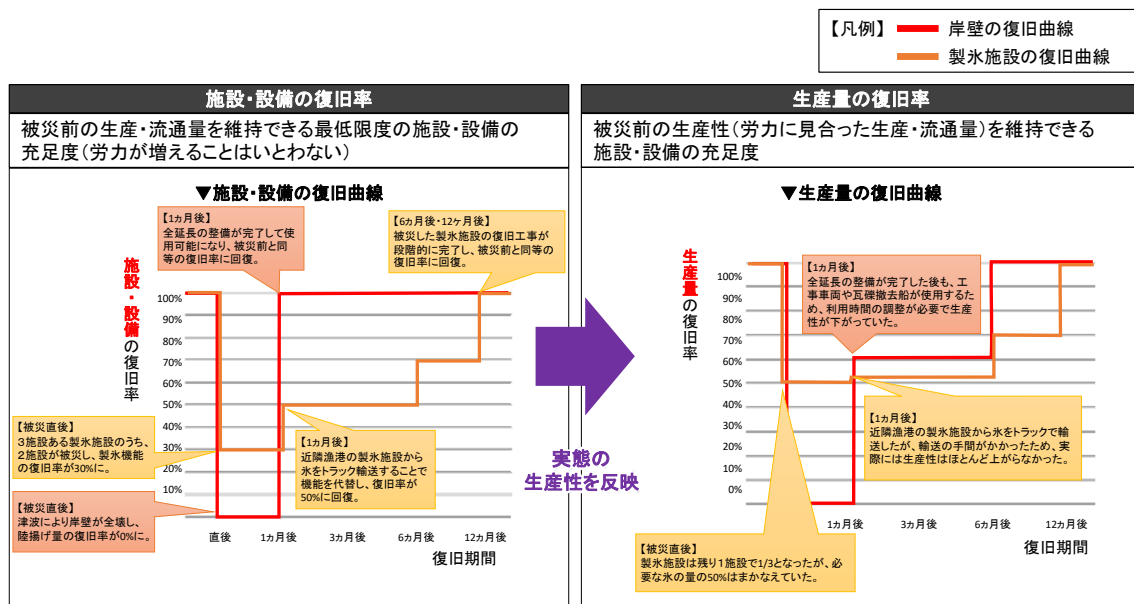 【凡例】
岸壁の復旧曲線
製氷施設の復旧曲線
施設・設備の復旧率
被災前の生産・流通量を維持できる最低限度の施設・設備の
充足度(労力が増えることはいとわない)
▼施設・設備の復旧曲線
【1ヵ月後】
全延長の整備が完了して使
用可能になり、被災前と同
等の復旧率に回復。
【6ヵ月後・12ヶ月後】
被災した製氷施設の復旧工事が
段階的に完了し、被災前と同等の
復旧率に回復。
施設・設備の復旧率
100%
90%
80%
70%
60%
50%
40%
30%
20%
10%
【被災直後】
3施設ある製氷施設のうち、
2施設が被災し、製氷機能
の復旧率が30%に。
【被災直後】
津波により岸壁が全壊し、
陸揚げ量の復旧率が0%に。
【1ヵ月後】
近隣漁港の製氷施設から
氷をトラック輸送することで
機能を代替し、復旧率が
50%に回復。
直後
1ヵ月後
3ヵ月後
6ヵ月後
12ヵ月後
復旧期間
実態の
生産性を反映
生産量の復旧率
被災前の生産性(労力に見合った生産・流通量)を維持できる
施設・設備の充足度
▼生産量の復旧曲線
生産量の復旧率
100%
90%
80%
70%
60%
50%
40%
30%
20%
10%
0%
【1ヵ月後】
全延長の整備が完了した後も、工
事車両や瓦礫撤去船が使用するた
め、利用時間の調整が必要で生産
性が下がっていた。
【1ヵ月後】
近隣漁港の製氷施設から氷をトラックで輸
送したが、輸送の手間がかかったため、実
際には生産性はほとんど上がらなかった。
1ヵ月後
3ヵ月後
6ヵ月後
12ヵ月後
復旧期間
【被災直後】
製氷施設は残り1施設で1/3となったが、必
要な氷の量の50%はまかなえていた。